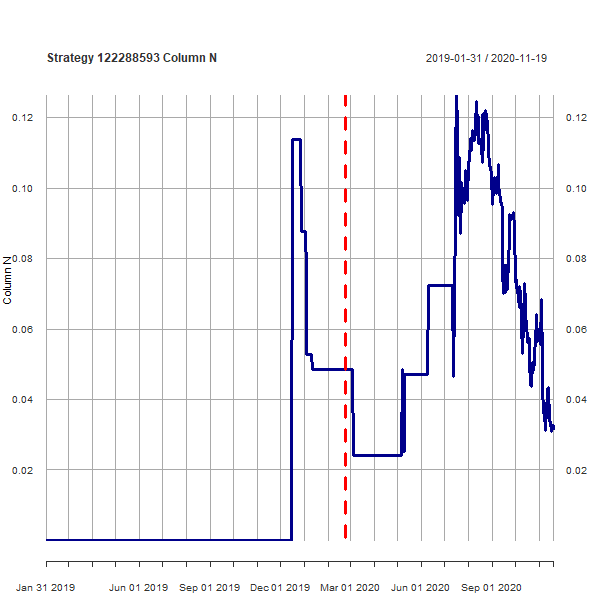 Strategy 122288593 Column N
2019-01-31 / 2020-11-19
0.12
0.10
0.08
0.06
0.04
0.02
Column N
0.12
0.10
0.08
0.06
0.04
0.02
Jan 31 2019
Jun 01 2019
Sep 01 2019
Dec 01 2019
Mar 01 2020
Jun 01 2020
Sep 01 2020